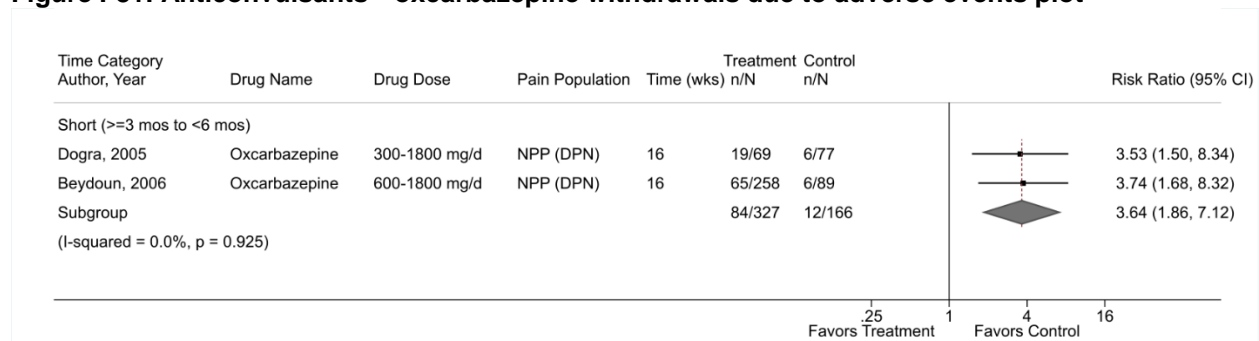 Time Category Treatment Control
Author, Year Drug Name Drug Dose Pain Population Time (wks) n/N n/N Risk Ratio (95% CI)
Short (>=3 mos to <6 mos)
Dogra, 2005 Oxcarbazepine 300-1800 mg/d NPP (DPN) 16 19/69 6/77 3.53 (1.50, 8.34)
Beydoun, 2006 Oxcarbazepine 600-1800 mg/d NPP (DPN) 16 65/258 6/89 3.74 (1.68, 8.32)
Subgroup 84/327 12/166 3.64 (1.86, 7.12)
(I-squared = 0.0%, p = 0.925)
.25 1 4 16
Favors Treatment Favors Control